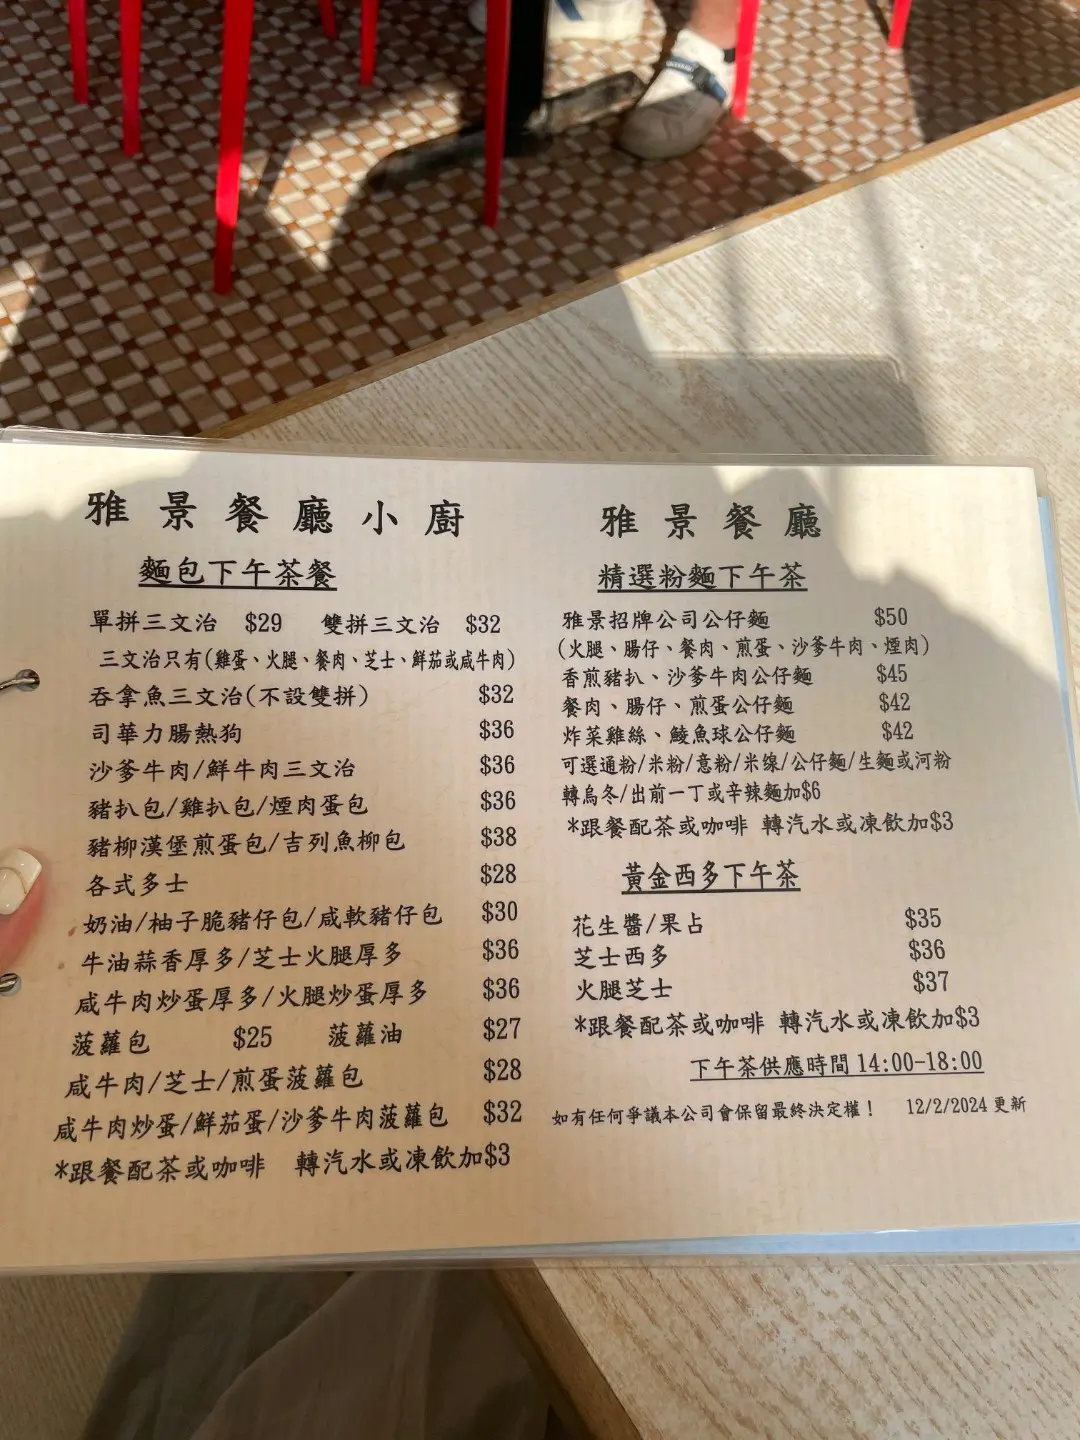 雅景餐廳小廚
麵包下午茶餐
單拼三文治 $29 雙拼三文治 $32
三文治只有(雞蛋、火腿、餐肉、芝士、鮮茄或咸牛肉)
吞拿魚三文治(不設雙拼) $32
司華力腸熱狗 $36
沙爹牛肉/鮮牛肉三文治 $36
豬扒包/雞扒包/煙肉蛋包 $36
豬柳漢堡煎蛋包/吉列魚柳包 $38
各式多士 $28
奶油/柚子脆豬仔包/咸軟豬仔包 $30
牛油蒜香厚多/芝士火腿厚多 $36
咸牛肉炒蛋厚多/火腿炒蛋厚多 $36
菠蘿包 $25 菠蘿油 $27
咸牛肉/芝士/煎蛋菠蘿包 $28
咸牛肉炒蛋/鮮茄蛋/沙爹牛肉菠蘿包 $32
*跟餐配茶或咖啡 轉汽水或凍飲加$3
雅景餐廳
精選粉麵下午茶
雅景招牌公司公仔麵 $50
(火腿、腸仔、餐肉、煎蛋、沙爹牛肉、煙肉)
香煎豬扒、沙爹牛肉公仔麵 $45
餐肉、腸仔、煎蛋公仔麵 $42
炸菜雞絲、鯪魚球公仔麵 $42
可選通粉/米粉/意粉/米線/公仔麵/生麵或河粉
轉烏冬/出前一丁或辛辣麵加$6
*跟餐配茶或咖啡 轉汽水或凍飲加$3
黃金西多下午茶
花生醬/果占 $35
芝士西多 $36
火腿芝士 $37
*跟餐配茶或咖啡 轉汽水或凍飲加$3
下午茶供應時間 14:00-18:00
如有任何爭議本公司會保留最終決定權！ 12/2/2024 更新